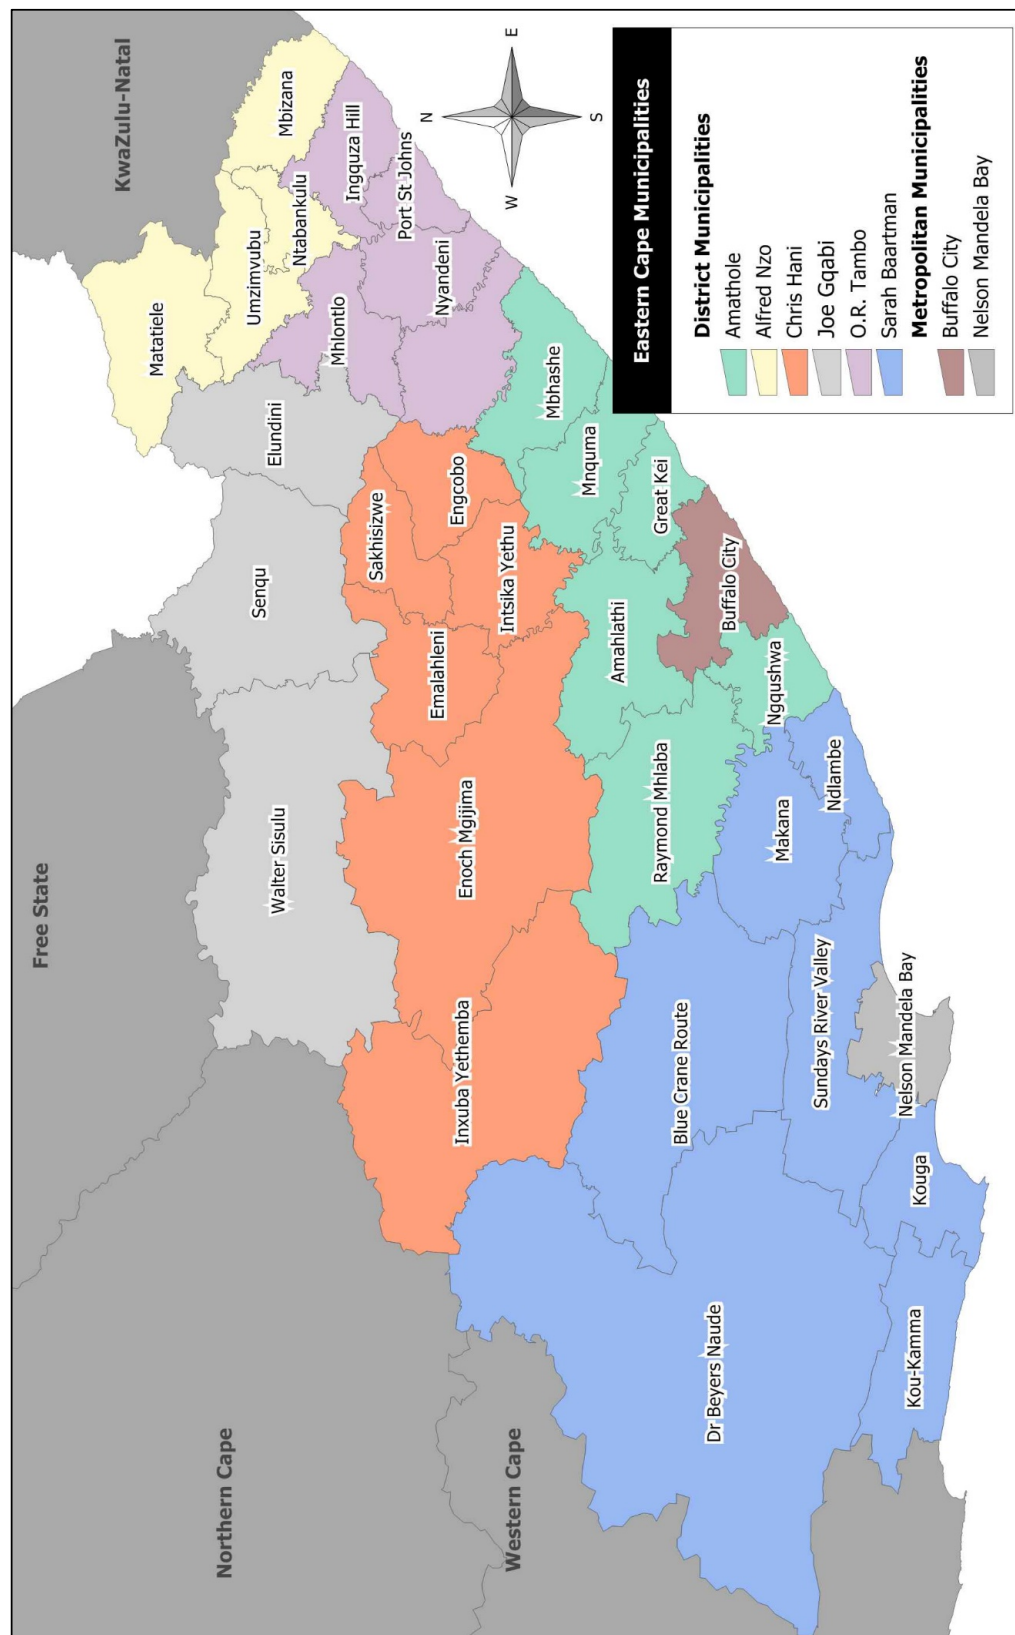 KwaZulu-Natal
Free State
Northern Cape
Western Cape
Matatiele
Umzimvubu
Mbizana
Ntabankulu
Ingquza Hill
Port St Johns
Mhlontlo
Nyandeni
Elundini
Senqu
Walter Sisulu
Sakhisizwe
Engcobo
Emalahleni
Intsika Yethu
Enoch Mgijima
Inxuba Yethemba
Mbhashe
Mnquma
Great Kei
Amahlathi
Raymond Mhlaba
Ngqushwa
Buffalo City
Makana
Ndlambe
Blue Crane Route
Sundays River Valley
Nelson Mandela Bay
Kouga
Dr Beyers Naude
Kou-Kamma
N
W
E
S
Eastern Cape Municipalities
District Municipalities
Amathole
Alfred Nzo
Chris Hani
Joe Gqabi
O.R. Tambo
Sarah Baartman
Metropolitan Municipalities
Buffalo City
Nelson Mandela Bay